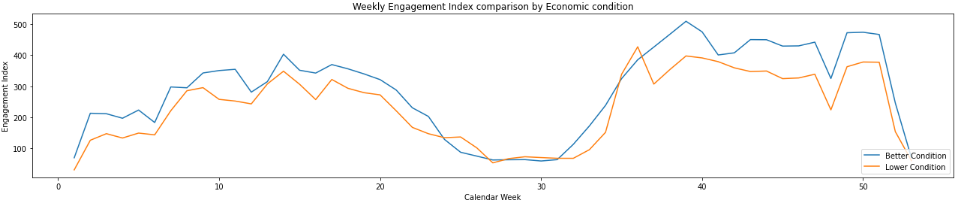 Weekly Engagement Index comparison by Economic condition
Engagement Index
500
400
300
200
100
0
10
20
30
40
50
Calendar Week
Better Condition
Lower Condition